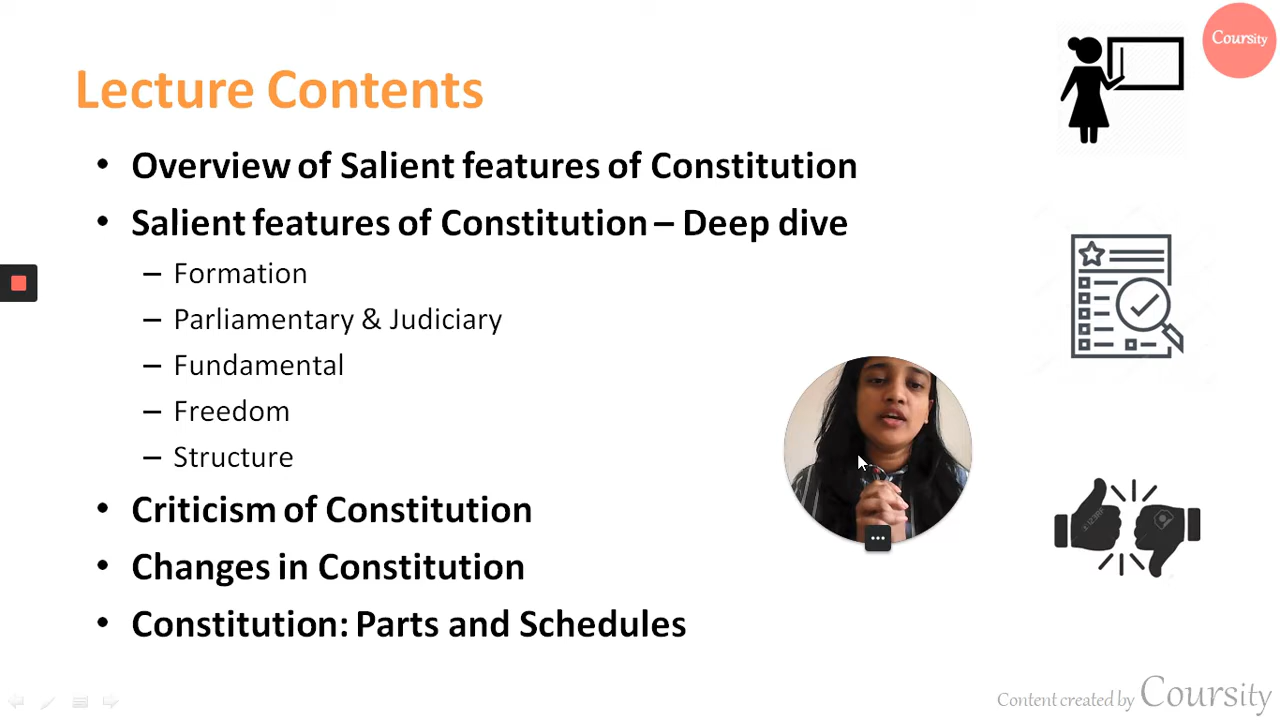 Coursity
Lecture Contents
• Overview of Salient features of Constitution
• Salient features of Constitution – Deep dive
– Formation
– Parliamentary & Judiciary
– Fundamental
– Freedom
– Structure
• Criticism of Constitution
• Changes in Constitution
• Constitution: Parts and Schedules
Content created by Coursity